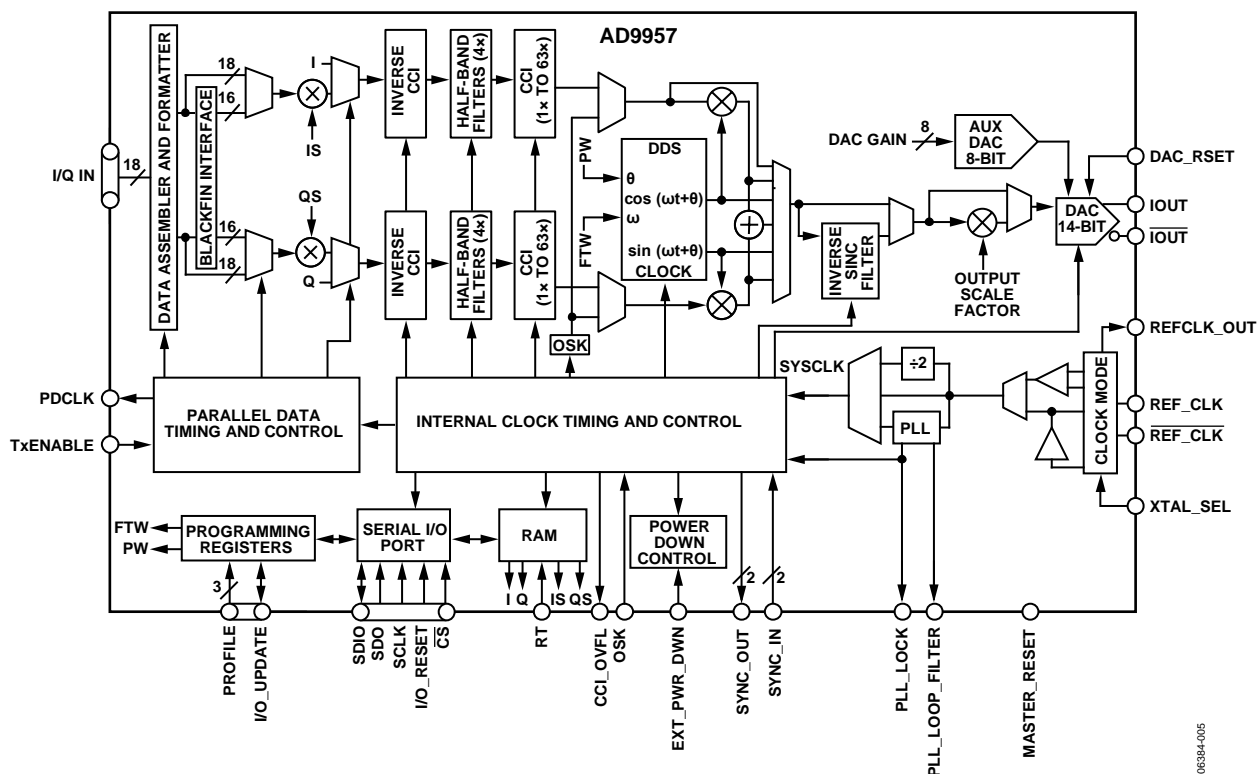 AD9957
I/Q IN
18
DATA ASSEMBLER AND FORMATTER
18
16
BLACKFIN INTERFACE
16
18
IS
QS
I
Q
INVERSE
CCI
HALF-BAND
FILTERS (4×)
CCI
(1× TO 63×)
INVERSE
CCI
HALF-BAND
FILTERS (4×)
CCI
(1× TO 63×)
OSK
PW
FTW
DDS
θ
cos (ωt+θ)
ω
sin (ωt+θ)
CLOCK
INVERSE
SINC
FILTER
OUTPUT
SCALE
FACTOR
DAC GAIN
8
AUX
DAC
8-BIT
DAC
14-BIT
DAC_RSET
IOUT
IOUT
REFCLK_OUT
REF_CLK
REF_CLK
XTAL_SEL
CLOCK MODE
SYSCLK
÷2
PLL
PDCLK
TxENABLE
PARALLEL DATA
TIMING AND CONTROL
INTERNAL CLOCK TIMING AND CONTROL
FTW
PW
PROGRAMMING
REGISTERS
SERIAL I/O
PORT
RAM
POWER
DOWN
CONTROL
3
I
Q
IS
QS
2
2
PROFILE
I/O_UPDATE
SDIO
SDO
SCLK
I/O_RESET
CS
RT
CCI_OVFL
OSK
EXT_PWR_DWN
SYNC_OUT
SYNC_IN
PLL_LOCK
PLL_LOOP_FILTER
MASTER_RESET
06384-005